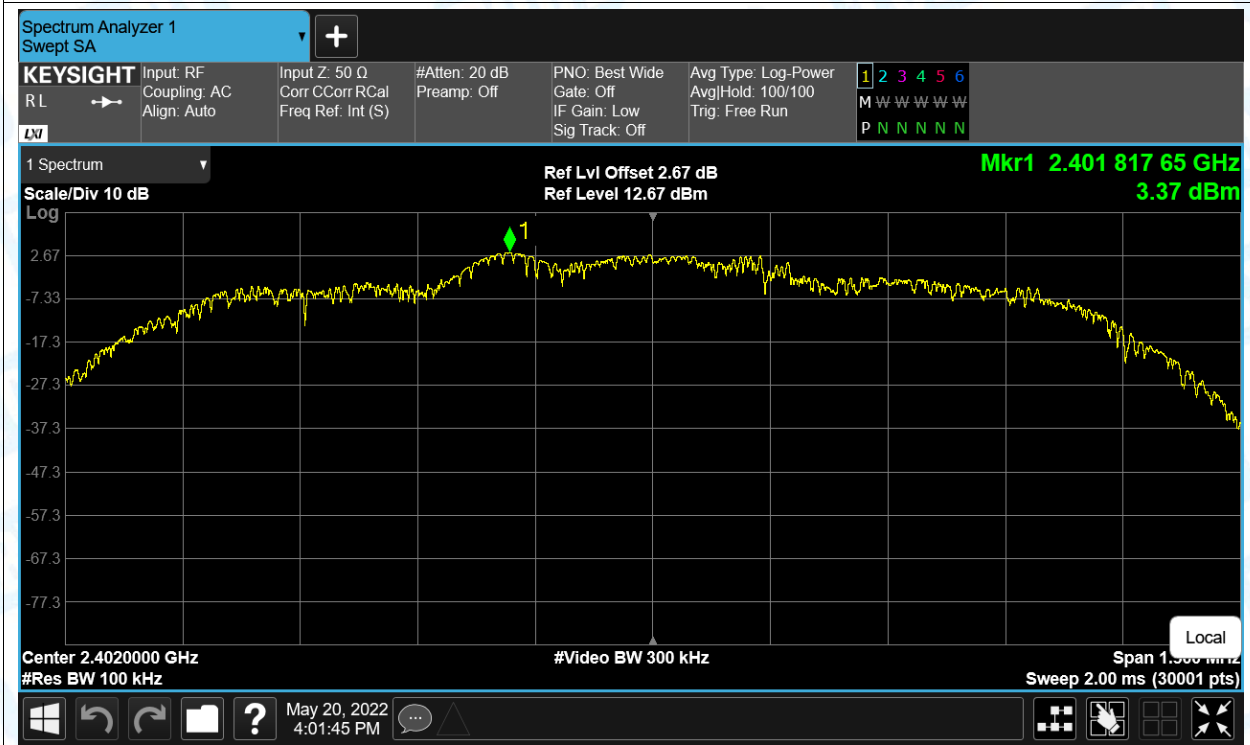 Spectrum Analyzer 1
Swept SA
KEYSIGHT
R L
LXI
Input: RF
Coupling: AC
Align: Auto
Input Z: 50 Ω
Corr CCorr RCal
Freq Ref: Int (S)
#Atten: 20 dB
Preamp: Off
PNO: Best Wide
Gate: Off
IF Gain: Low
Sig Track: Off
Avg Type: Log-Power
Avg|Hold: 100/100
Trig: Free Run
1 2 3 4 5 6
M W W W W W
P N N N N N
1 Spectrum
Scale/Div 10 dB
Ref Lvl Offset 2.67 dB
Ref Level 12.67 dBm
Mkr1 2.401 817 65 GHz
3.37 dBm
Log
1
2.67
-7.33
-17.3
-27.3
-37.3
-47.3
-57.3
-67.3
-77.3
Local
Center 2.4020000 GHz
#Video BW 300 kHz
Span
#Res BW 100 kHz
Sweep 2.00 ms (30001 pts)
?
May 20, 2022
4:01:45 PM